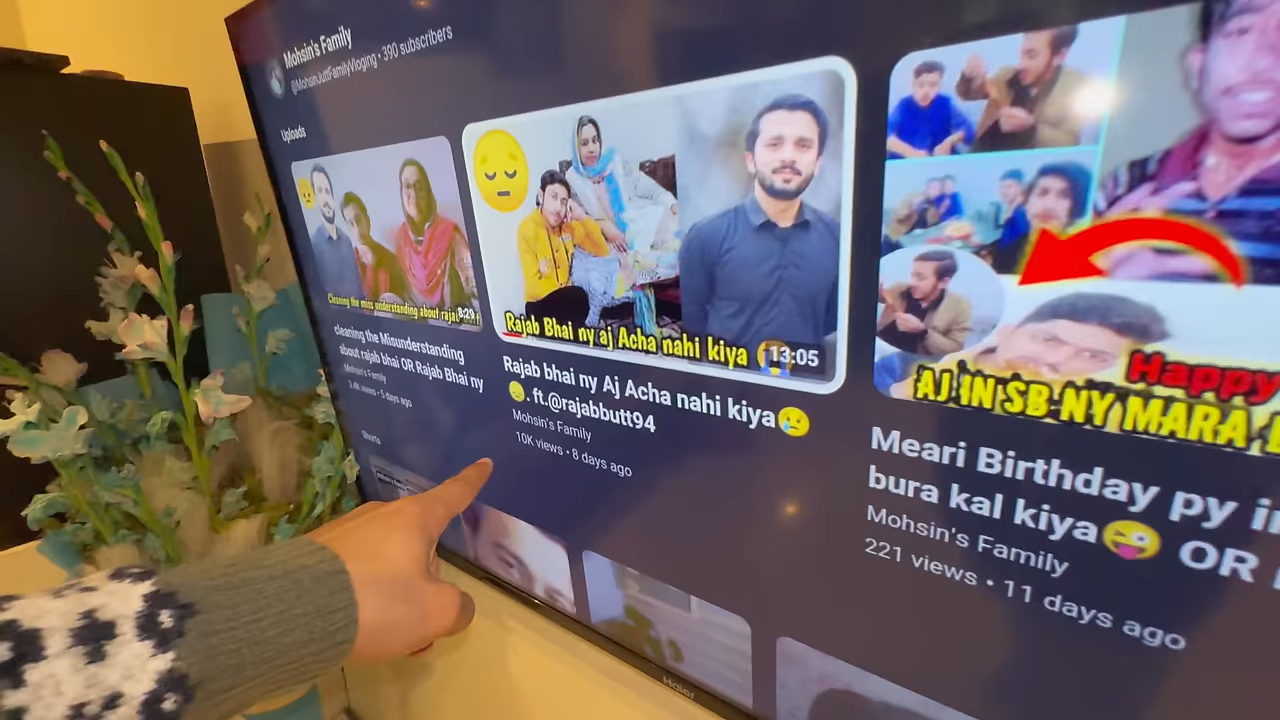 Mohsin's Family
@MohsinJuttFamilyVloging • 390 subscribers
Uploads
Cleaning the miss understanding about rajab
8:29
cleaning the Misunderstanding
about rajab bhai OR Rajab Bhai ny
Mohsin's Family
3.4K views • 5 days ago
Rajab Bhai ny aj Acha nahi kiya
13:05
Rajab bhai ny Aj Acha nahi kiya😢
😔. ft.@rajabbutt94
Mohsin's Family
10K views • 8 days ago
Happy
AJ IN SB NY MARA
Meari Birthday py in
bura kal kiya😜 OR
Mohsin's Family
221 views • 11 days ago
Shorts
Haier